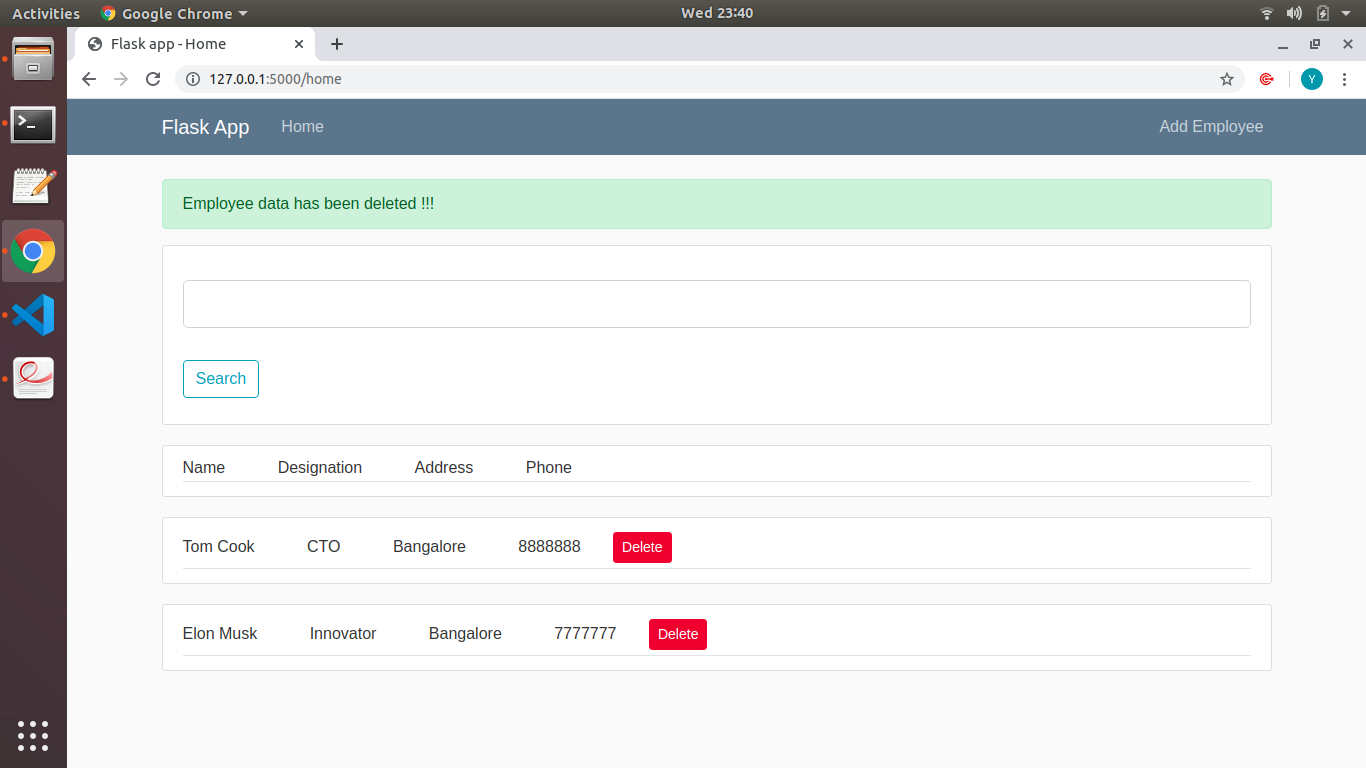 Activities Google Chrome Wed 23:40
Flask app - Home
127.0.0.1:5000/home
Y
Flask App Home Add Employee
Employee data has been deleted !!!
Search
Name Designation Address Phone
Tom Cook CTO Bangalore 8888888 Delete
Elon Musk Innovator Bangalore 7777777 Delete